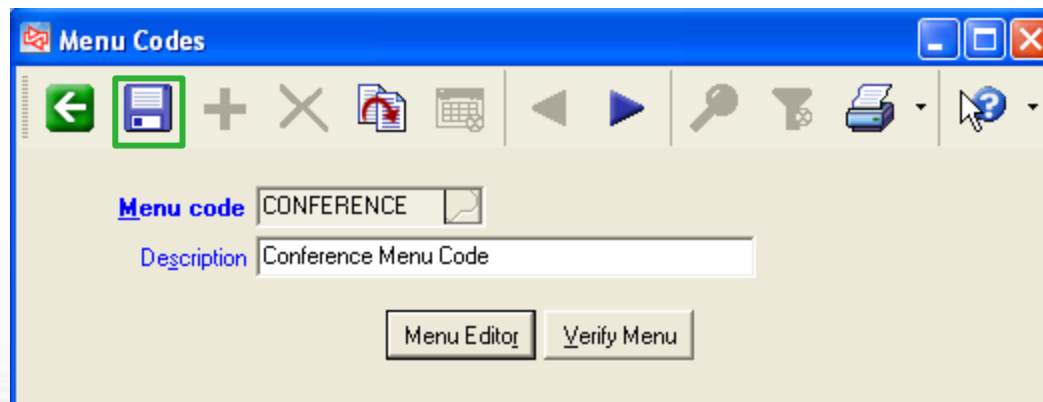 Menu Codes
Menu code CONFERENCE
Description Conference Menu Code
Menu Editor Verify Menu